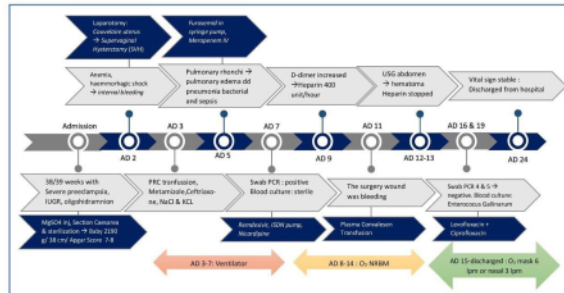 Laparotomy:
Couvelaire uterus
→ Supravaginal
Hysterectomy (SVH)
Furosemid in
syringe pump,
Meropenem IV
Anemia,
haemmorhagic shock
→ internal bleeding
Pulmonary rhonchi →
pulmonary edema dd
pneumonia bacterial
and sepsis
D-dimer increased
→Heparin 400
unit/hour
USG abdomen
→ hematoma
Heparin stopped
Vital sign stable :
Discharged from hospital
Admission
AD 3
AD 7
AD 11
AD 16 & 19
AD 2
AD 5
AD 9
AD 12-13
AD 24
38/39 weeks with
Severe preeclampsia,
IUGR, oligohidramnion
PRC tranfussion,
Metamizole,Ceftriaxo-
ne, NaCl & KCL
Swab PCR : positive
Blood culture: sterile
The surgery wound
was bleeding
Swab PCR 4 & 5 →
negative. Blood culture:
Enterococus Gallinarum
MgSO4 inj, Section Caesarea
& sterilization → Baby 2190
g/ 38 cm/ Apgar Score 7-8
Remdesivir, ISDN pump,
Nicardipine
Plasma Convalesen
Transfusion
Levofloxacin +
Ciprofloxacin
AD 3-7: Ventilator
AD 8-14 : O₂ NRBM
AD 15-discharged : O₂ mask 6
lpm or nasal 3 lpm